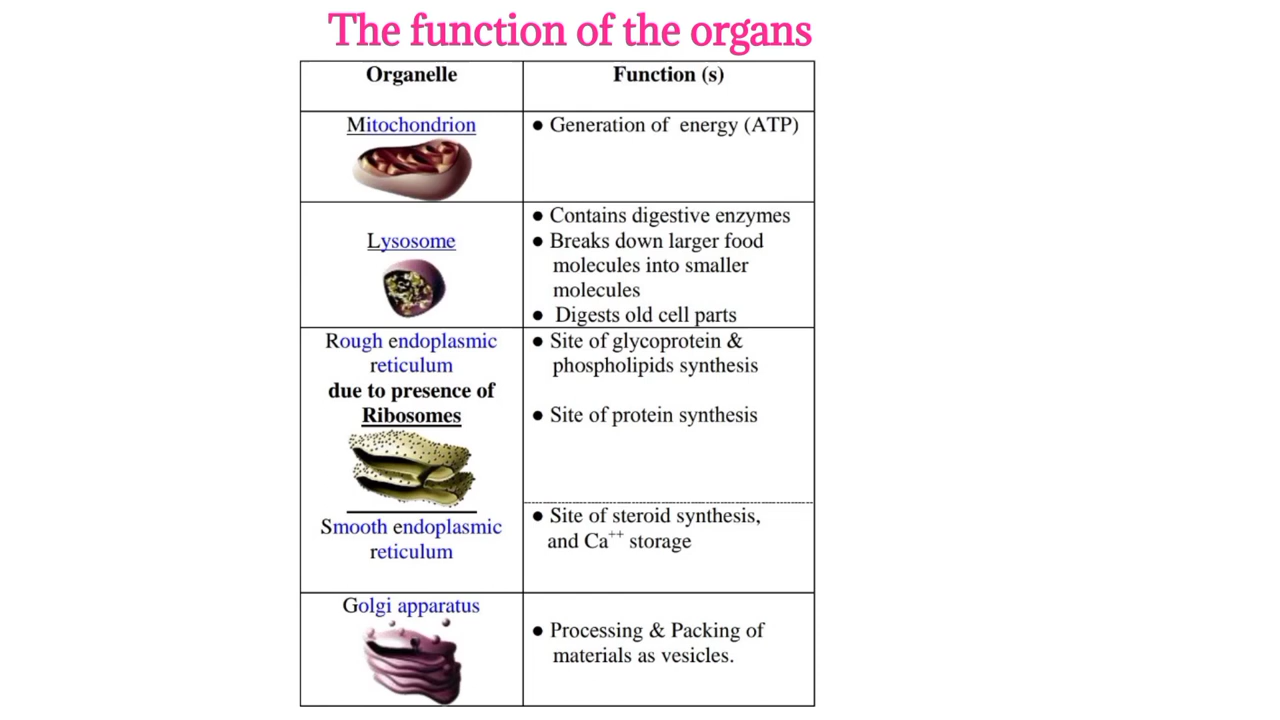 The function of the organs
Organelle
Function (s)
Mitochondrion
● Generation of energy (ATP)
Lysosome
● Contains digestive enzymes
● Breaks down larger food
molecules into smaller
molecules
● Digests old cell parts
Rough endoplasmic
reticulum
due to presence of
Ribosomes
● Site of glycoprotein &
phospholipids synthesis
● Site of protein synthesis
Smooth endoplasmic
reticulum
● Site of steroid synthesis,
and Ca⁺⁺ storage
Golgi apparatus
● Processing & Packing of
materials as vesicles.